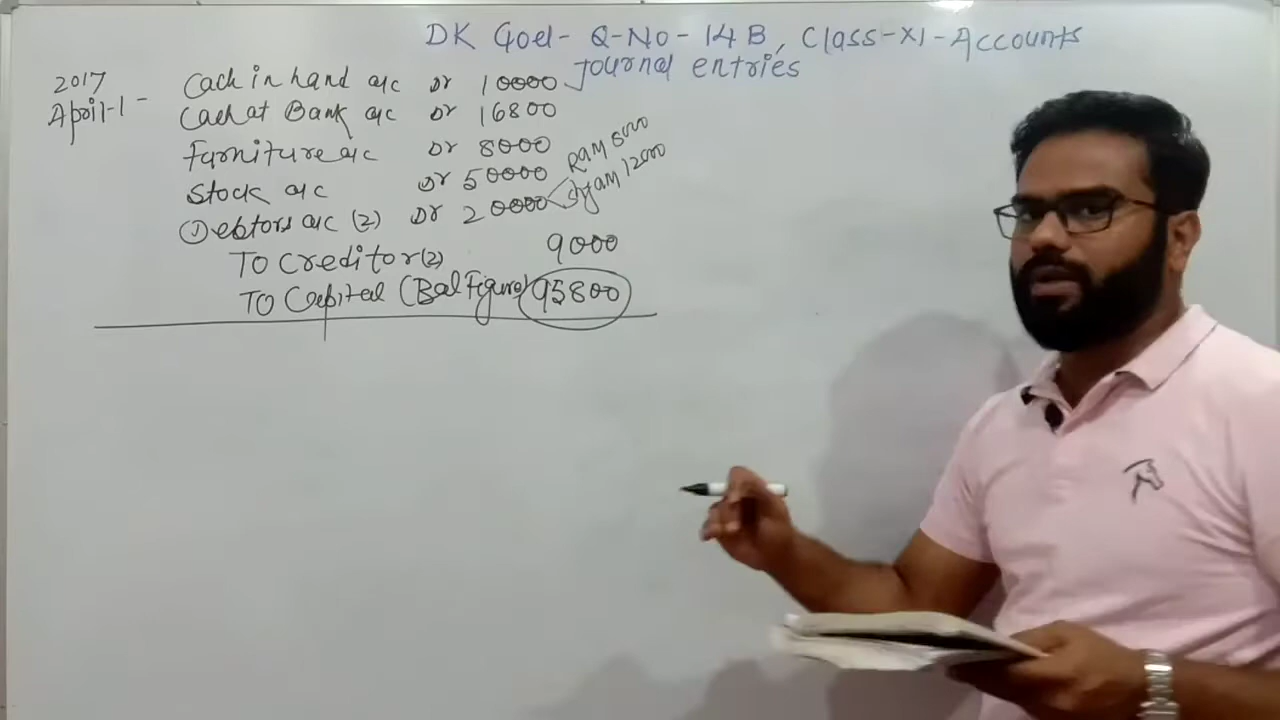 DK Goel- Q-No-14B, Class-XI-Accounts
Journal entries
2017
April-1- Cash in hand a/c Dr 10000
Cash at Bank a/c Dr 16800
Furniture a/c Dr 8000
Stock a/c Dr 50000
Debtors a/c (2) Dr 20000 Ram 8000
Shyam 12000
To Creditor(2) 9000
To Capital (Bal Figure) 95800